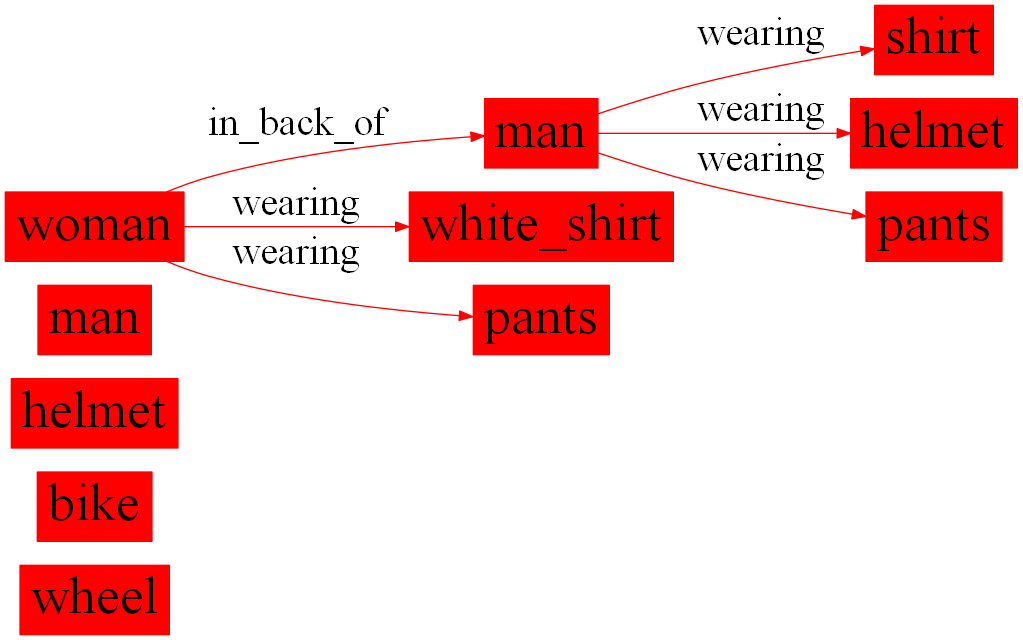 wearing
shirt
in_back_of
man
wearing
helmet
wearing
woman
wearing
white_shirt
pants
wearing
man
pants
helmet
bike
wheel